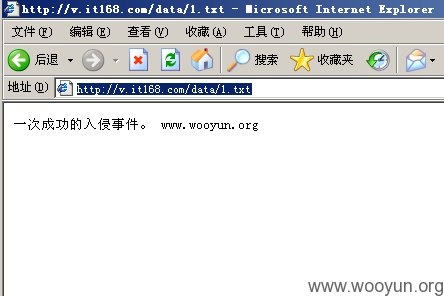 http://v.it168.com/data/1.txt - Microsoft Internet Explorer
文件(F) 编辑(E) 查看(V) 收藏(A) 工具(T) 帮助(H)
后退 搜索 收藏夹
地址(D) http://v.it168.com/data/1.txt
一次成功的入侵事件。 www.wooyun.org
www.wooyun.org